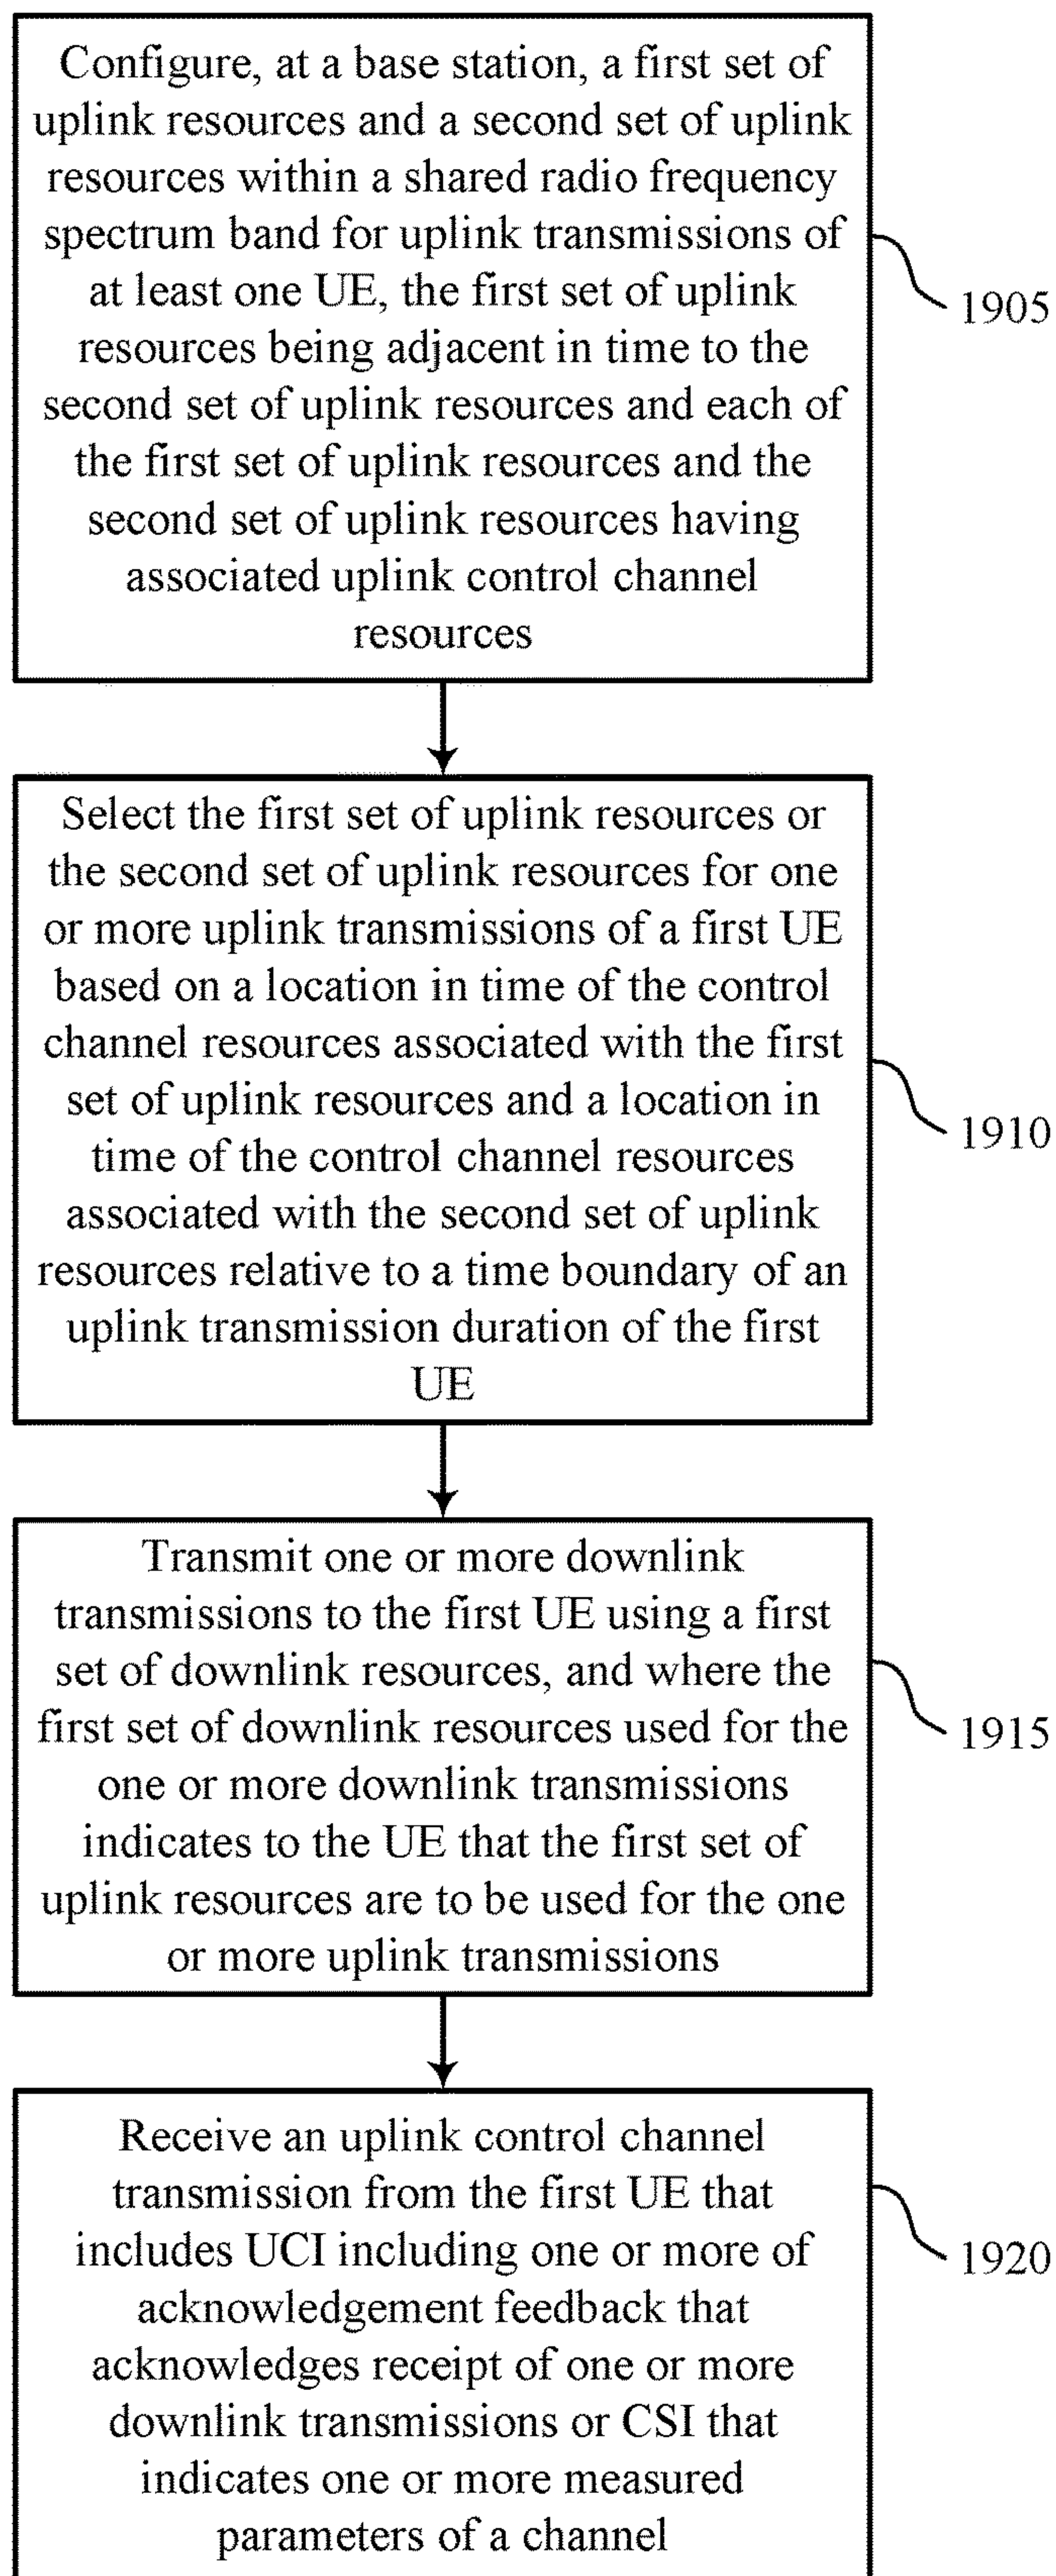 Configure, at a base station, a first set of
uplink resources and a second set of uplink
resources within a shared radio frequency
spectrum band for uplink transmissions of
at least one UE, the first set of uplink
resources being adjacent in time to the
second set of uplink resources and each of
the first set of uplink resources and the
second set of uplink resources having
associated uplink control channel
resources
1905
Select the first set of uplink resources or
the second set of uplink resources for one
or more uplink transmissions of a first UE
based on a location in time of the control
channel resources associated with the first
set of uplink resources and a location in
time of the control channel resources
associated with the second set of uplink
resources relative to a time boundary of an
uplink transmission duration of the first
UE
1910
Transmit one or more downlink
transmissions to the first UE using a first
set of downlink resources, and where the
first set of downlink resources used for the
one or more downlink transmissions
indicates to the UE that the first set of
uplink resources are to be used for the one
or more uplink transmissions
1915
Receive an uplink control channel
transmission from the first UE that
includes UCI including one or more of
acknowledgement feedback that
acknowledges receipt of one or more
downlink transmissions or CSI that
indicates one or more measured
parameters of a channel
1920